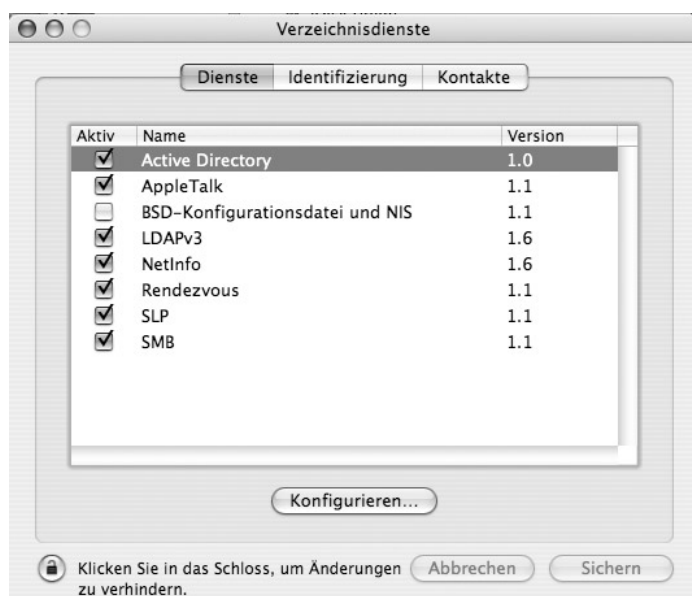 Verzeichnisdienste
Dienste Identifizierung Kontakte
Aktiv Name Version
Active Directory 1.0
AppleTalk 1.1
BSD-Konfigurationsdatei und NIS 1.1
LDAPv3 1.6
NetInfo 1.6
Rendezvous 1.1
SLP 1.1
SMB 1.1
Konfigurieren...
Klicken Sie in das Schloss, um Änderungen Abbrechen Sichern
zu verhindern.